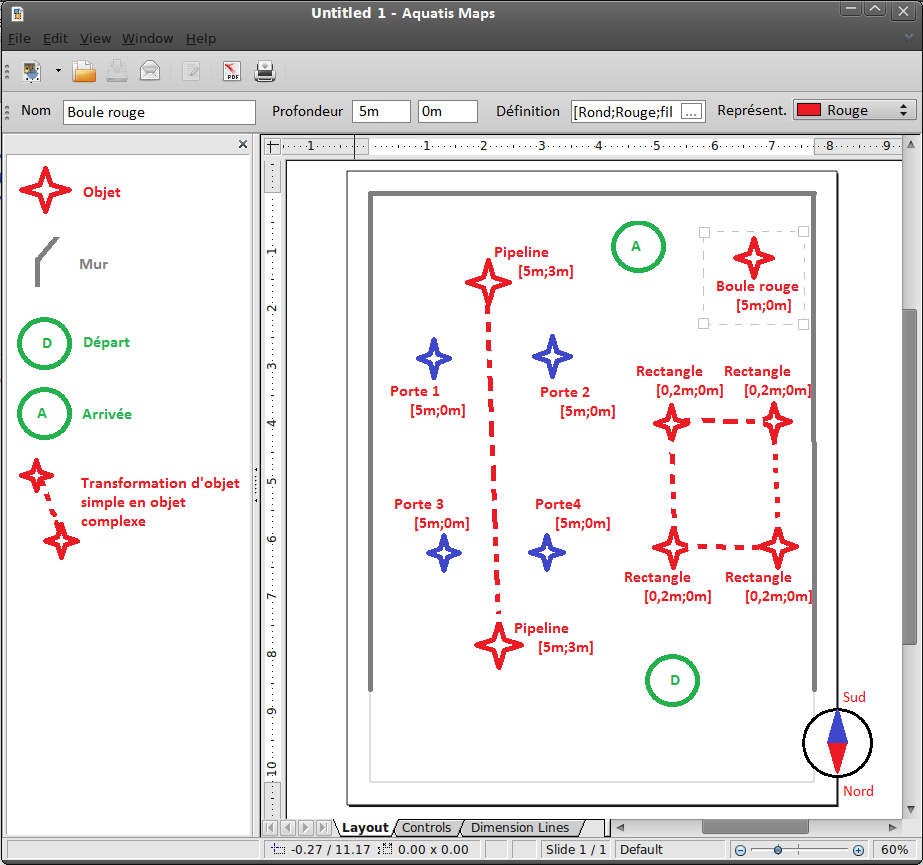 Untitled 1 - Aquatis Maps
File Edit View Window Help
Nom Boule rouge Profondeur 5m 0m Définition [Rond;Rouge;fil ... Représent. Rouge
1 1 2 3 4 5 6 7 8 9
Objet
Mur
D Départ
A Arrivée
Transformation d'objet
simple en objet
complexe
1
2
3
4
5
6
7
8
9
10
A
Pipeline
[5m;3m]
Boule rouge
[5m;0m]
Porte 1
[5m;0m]
Porte 2
[5m;0m]
Rectangle
[0,2m;0m]
Rectangle
[0,2m;0m]
Porte 3
[5m;0m]
Porte4
[5m;0m]
Rectangle
[0,2m;0m]
Rectangle
[0,2m;0m]
Pipeline
[5m;3m]
D
Sud
Nord
Layout Controls Dimension Lines
-0.27 / 11.17 0.00 x 0.00 Slide 1 / 1 Default 60%